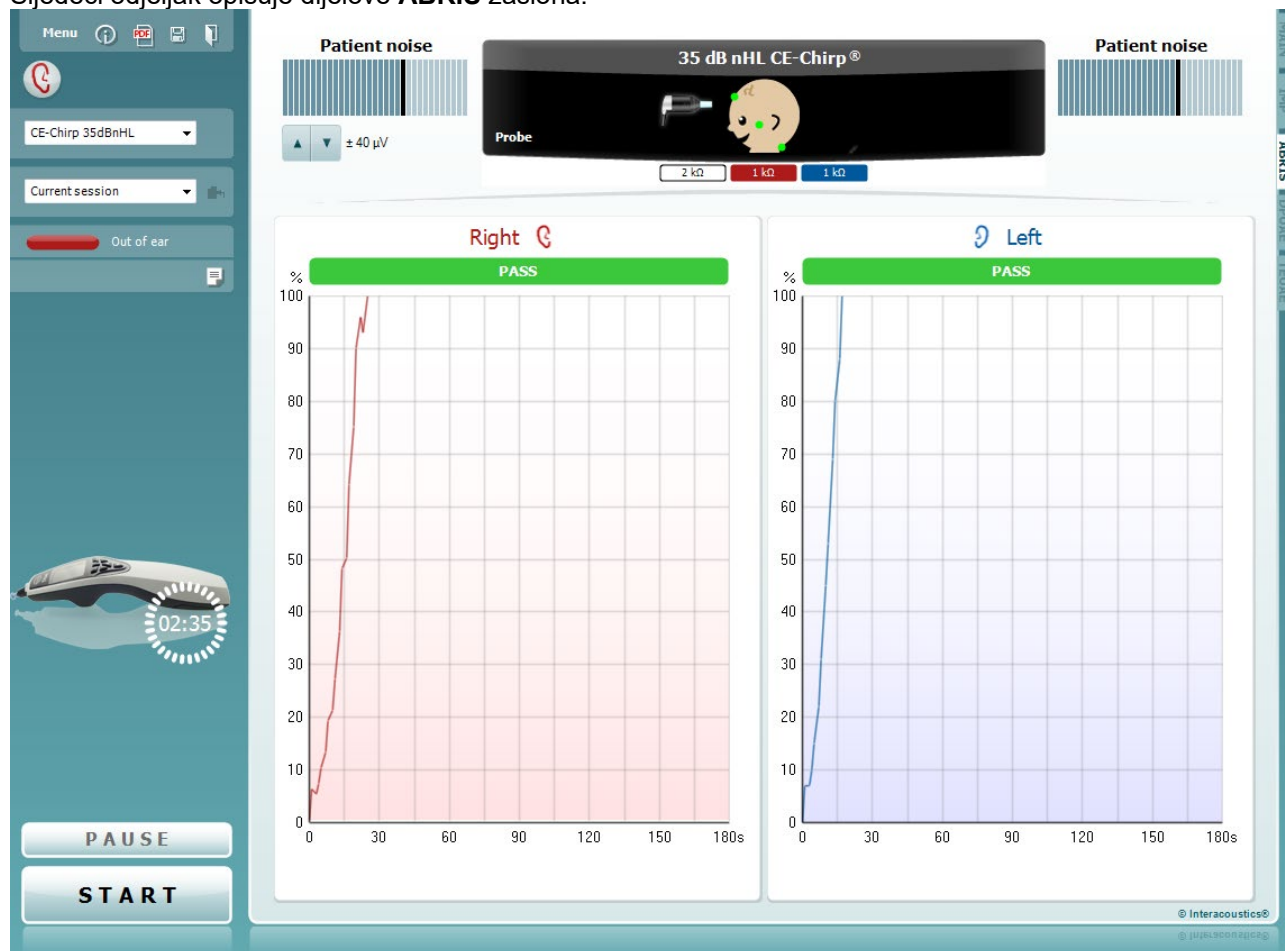 Sljedeći odjeljak opisuje dijelove ABRIS zaslona.
Menu
PDF
CE-Chirp 35dBnHL
Current session
Out of ear
02:35
PAUSE
START
Patient noise
± 40 µV
35 dB nHL CE-Chirp®
Probe
2 kΩ 1 kΩ 1 kΩ
Patient noise
ABRIS
Right
PASS
%
100
90
80
70
60
50
40
30
20
10
0
0 30 60 90 120 150 180s
Left
PASS
%
100
90
80
70
60
50
40
30
20
10
0
0 30 60 90 120 150 180s
© Interacoustics®